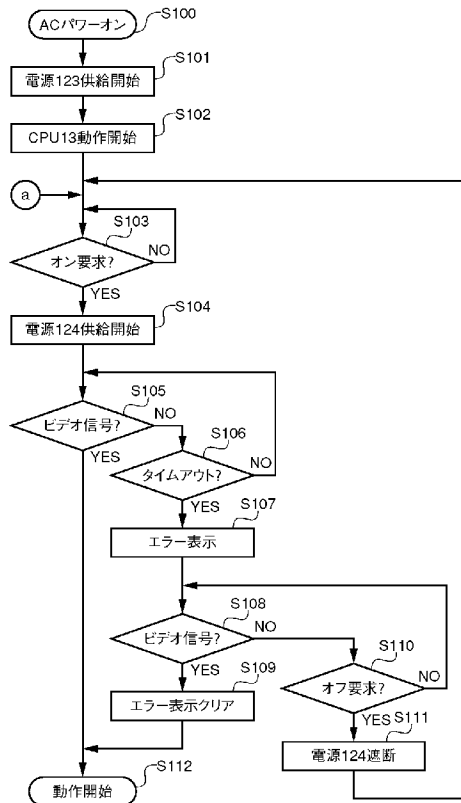 ACパワーオン
S100
電源123供給開始
S101
CPU13動作開始
S102
a
S103
オン要求?
NO
YES
電源124供給開始
S104
ビデオ信号?
S105
NO
YES
タイムアウト?
S106
NO
YES
エラー表示
S107
ビデオ信号?
S108
NO
YES
エラー表示クリア
S109
オフ要求?
S110
NO
YES
電源124遮断
S111
動作開始
S112